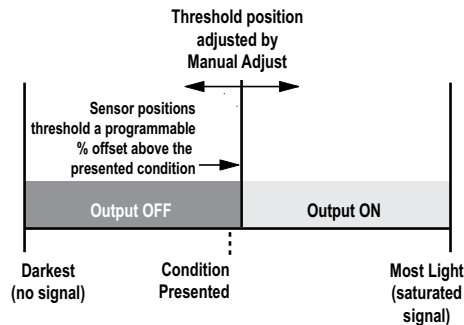 Threshold position
adjusted by
Manual Adjust
Sensor positions
threshold a programmable
% offset above the
presented condition
Output OFF
Output ON
Darkest
(no signal)
Condition
Presented
Most Light
(saturated
signal)